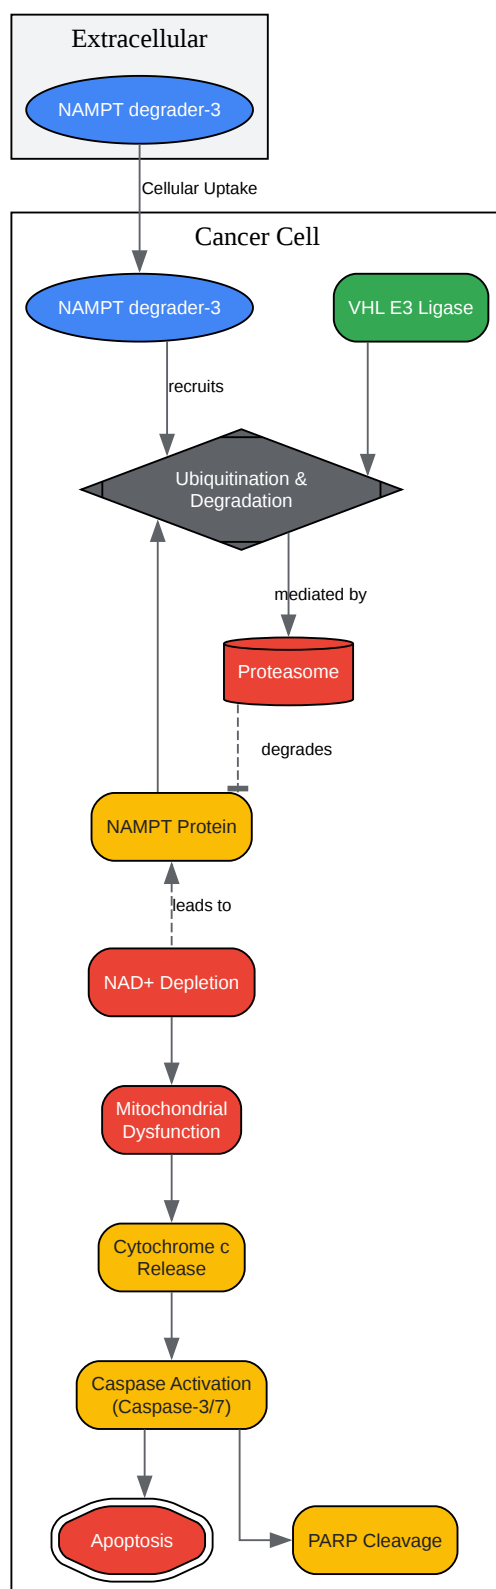 Extracellular
NAMPT degrader-3
Cellular Uptake
Cancer Cell
NAMPT degrader-3
VHL E3 Ligase
recruits
Ubiquitination &
Degradation
mediated by
Proteasome
degrades
NAMPT Protein
leads to
NAD+ Depletion
Mitochondrial
Dysfunction
Cytochrome c
Release
Caspase Activation
(Caspase-3/7)
Apoptosis
PARP Cleavage